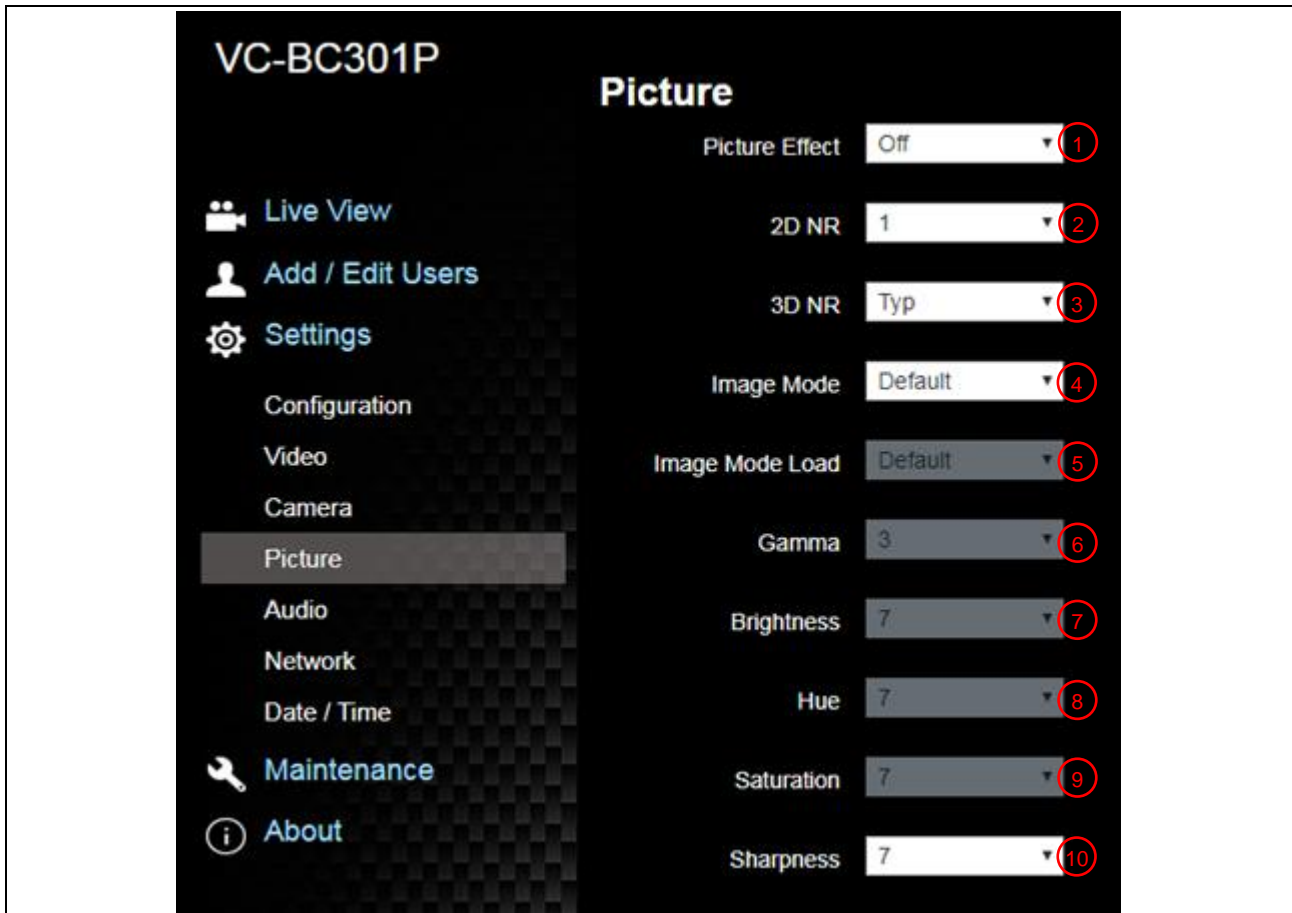 VC-BC301P
Live View
Add / Edit Users
Settings
Configuration
Video
Camera
Picture
Audio
Network
Date / Time
Maintenance
i About
Picture
Picture Effect Off 1
2D NR 1 2
3D NR Typ 3
Image Mode Default 4
Image Mode Load Default 5
Gamma 3 6
Brightness 7 7
Hue 7 8
Saturation 7 9
Sharpness 7 10